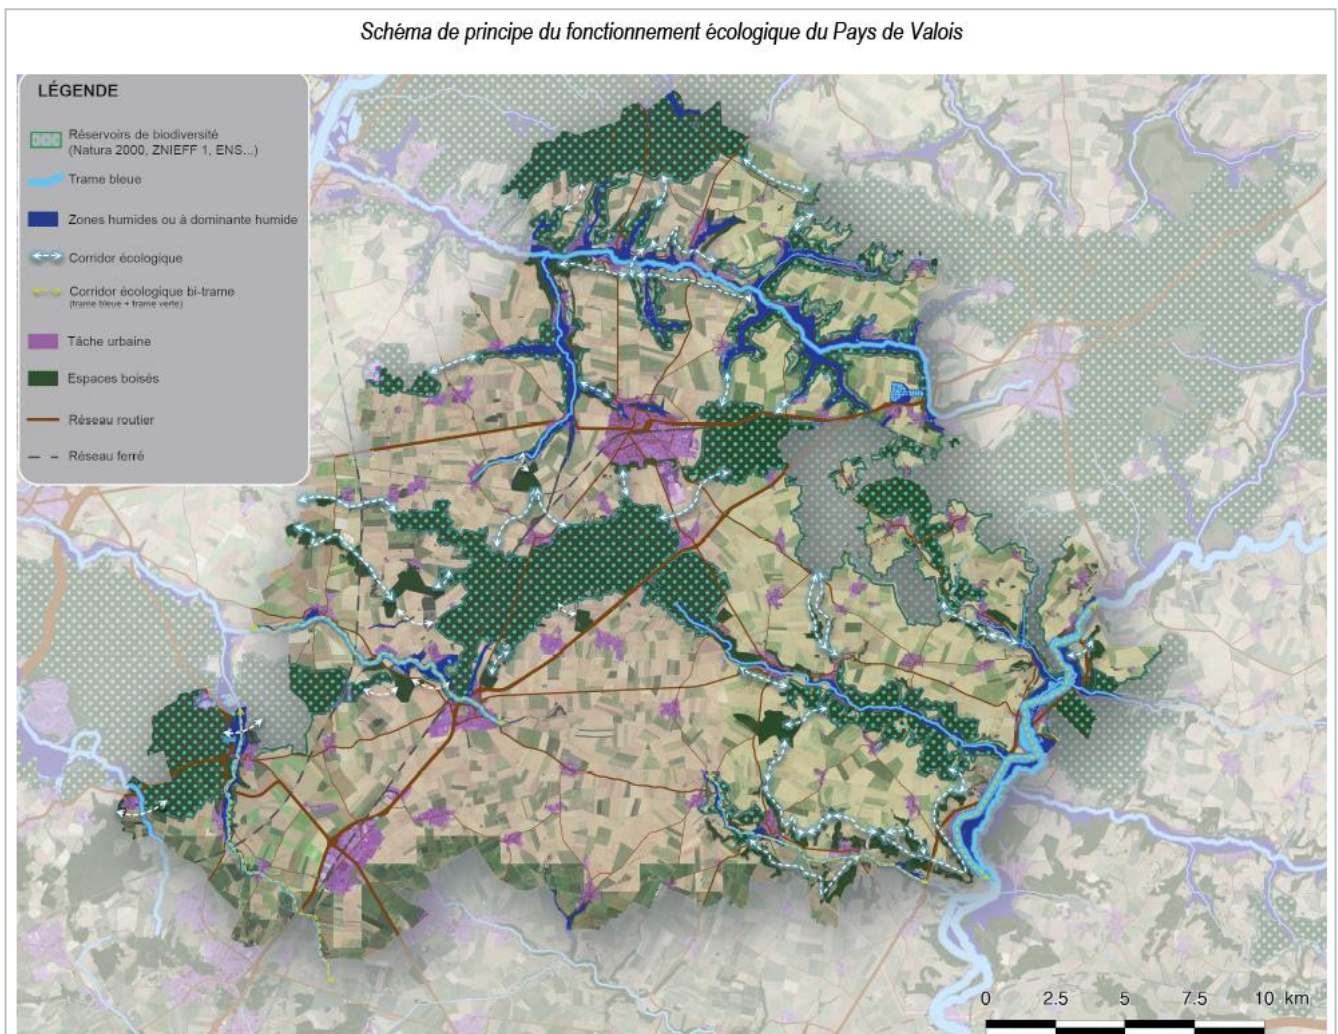 Schéma de principe du fonctionnement écologique du Pays de Valois
LÉGENDE
Réservoirs de biodiversité
(Natura 2000, ZNIEFF 1, ENS...)
Trame bleue
Zones humides ou à dominante humide
Corridor écologique
Corridor écologique bi-trame
(trame bleue + trame verte)
Tâche urbaine
Espaces boisés
Réseau routier
Réseau ferré
0 2.5 5 7.5 10 km